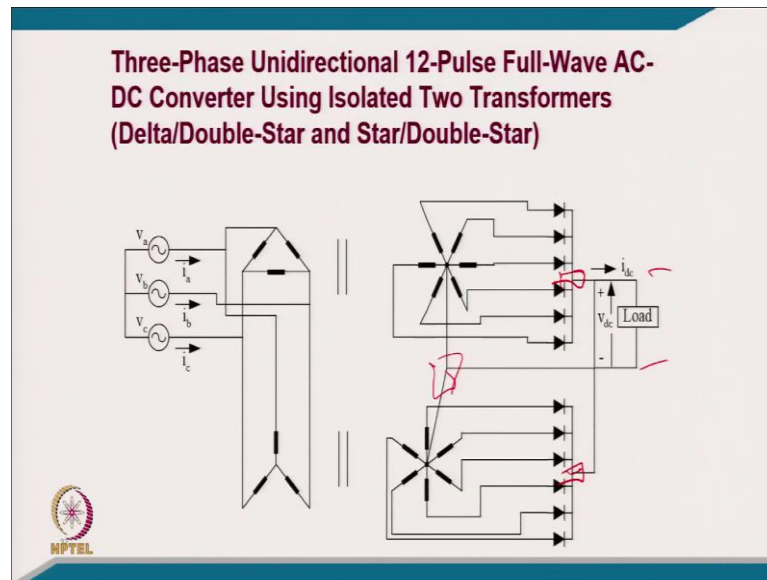 Three-Phase Unidirectional 12-Pulse Full-Wave AC-
DC Converter Using Isolated Two Transformers
(Delta/Double-Star and Star/Double-Star)
va
ia
vb
ib
vc
ic
idc
+
vdc
Load
-
NPTEL